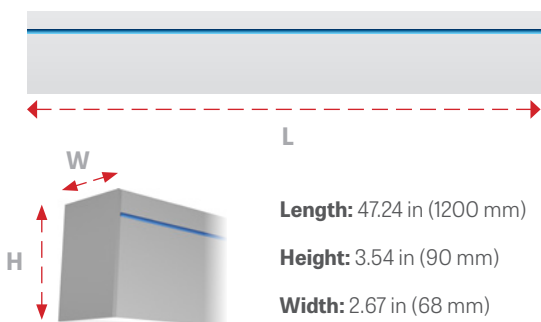 L
W
H
Length: 47.24 in (1200 mm)
Height: 3.54 in (90 mm)
Width: 2.67 in (68 mm)